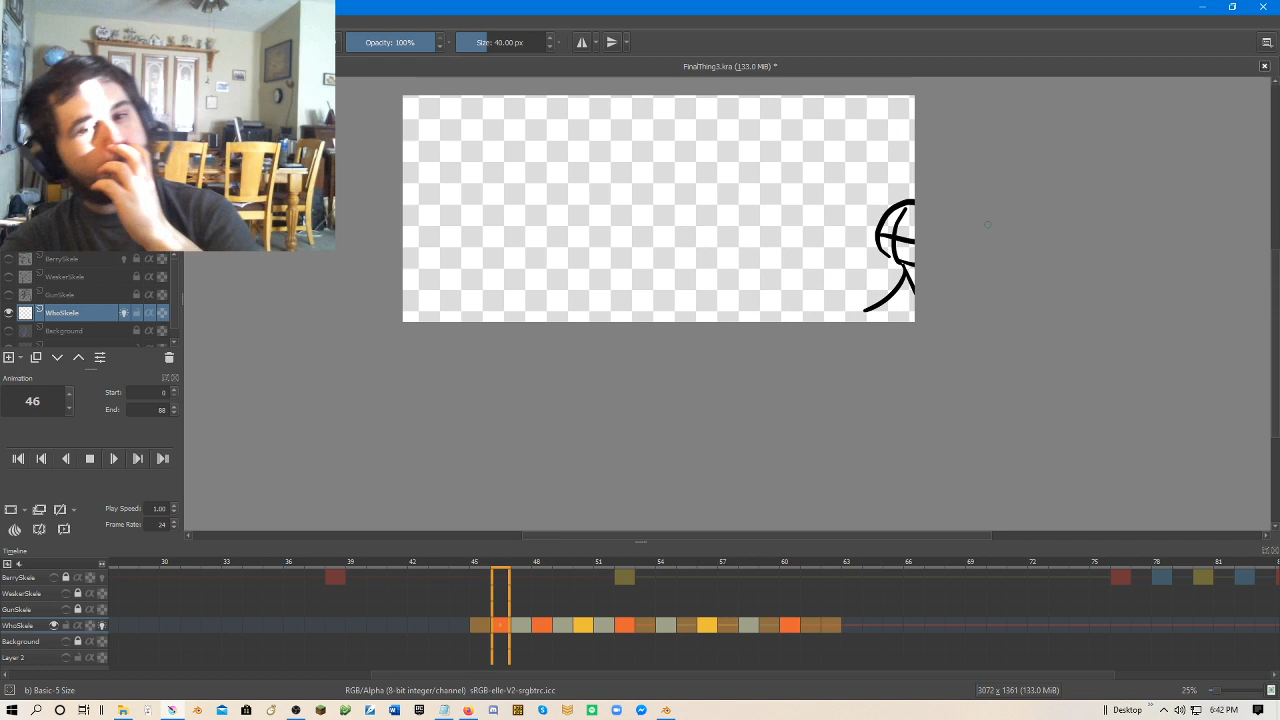 Opacity: 100%
Size: 40.00 px
FinalThing3.kra (133.0 MiB) *
BerrySkele
WeskerSkele
GunSkele
WhoSkele
Background
Animation
46
Start: 0
End: 88
Play Speed: 1.00
Frame Rate: 24
Timeline
30 33 36 39 42 45 48 51 54 57 60 63 66 69 72 75 78 81
BerrySkele
WeskerSkele
GunSkele
WhoSkele
Background
Layer 2
b) Basic-5 Size
RGB/Alpha (8-bit integer/channel) sRGB-elle-V2-srgbtrc.icc
3072 x 1361 (133.0 MiB)
25%
Desktop
6:42 PM